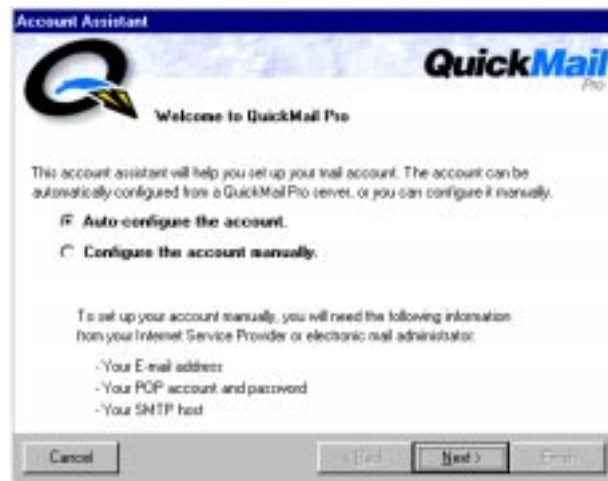 Account Assistant
QuickMail
Pro
Welcome to QuickMail Pro
This account assistant will help you set up your mail account. The account can be
automatically configured from a QuickMail Pro server, or you can configure it manually.
Auto-configure the account.
Configure the account manually.
To set up your account manually, you will need the following information
from your Internet Service Provider or electronic mail administrator:
- Your E-mail address
- Your POP account and password
- Your SMTP host
Cancel
< Back
Next >
Finish